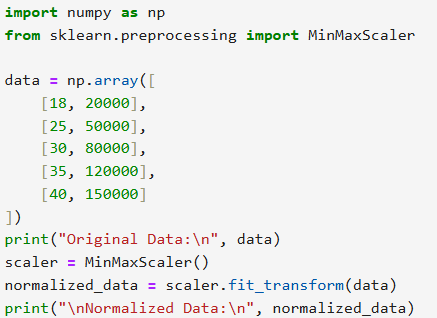 import numpy as np
from sklearn.preprocessing import MinMaxScaler

data = np.array([
    [18, 20000],
    [25, 50000],
    [30, 80000],
    [35, 120000],
    [40, 150000]
])
print("Original Data:\n", data)
scaler = MinMaxScaler()
normalized_data = scaler.fit_transform(data)
print("\nNormalized Data:\n", normalized_data)